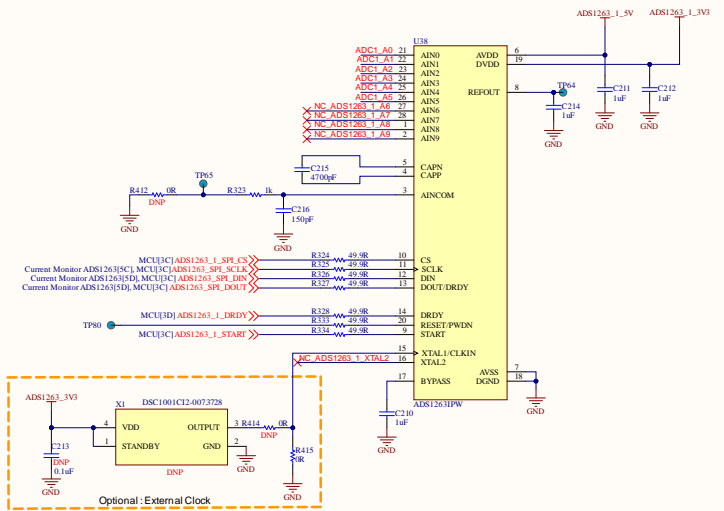 ADS1263_1_5V
ADS1263_1_3V3
U38
ADC1_A0 21 AIN0 AVDD 6
ADC1_A1 22 AIN1 DVDD 19
ADC1_A2 23 AIN2
ADC1_A3 24 AIN3
ADC1_A4 25 AIN4 REFOUT 8 TP64
ADC1_A5 26 AIN5
NC_ADS1263_1_A6 27 AIN6
NC_ADS1263_1_A7 28 AIN7
NC_ADS1263_1_A8 1 AIN8
NC_ADS1263_1_A9 2 AIN9
C211
1uF
C212
1uF
C214
1uF
GND
GND
GND
C215
4700pF
5 CAPN
4 CAPP
TP65
R412 0R
DNP
R323 1k
3 AINCOM
GND
C216
150pF
GND
MCU[3C] ADS1263_1_SPI_CS R324 49.9R 10 CS
Current Monitor ADS1263[5C], MCU[3C] ADS1263_SPI_SCLK R325 49.9R 11 SCLK
Current Monitor ADS1263[5D], MCU[3C] ADS1263_SPI_DIN R326 49.9R 12 DIN
Current Monitor ADS1263[5D], MCU[3C] ADS1263_SPI_DOUT R327 49.9R 13 DOUT/DRDY
MCU[3D] ADS1263_1_DRDY R328 49.9R 14 DRDY
TP80 R333 49.9R 20 RESET/PWDN
MCU[3C] ADS1263_1_START R334 49.9R 9 START
15 XTAL1/CLKIN
NC_ADS1263_1_XTAL2 16 XTAL2
17 BYPASS
AVSS 7
DGND 18
ADS1263IPW
C210
1uF
GND
GND
ADS1263_3V3
X1 DSC1001CI2-007.3728
4 VDD OUTPUT 3 R414 0R
DNP
1 STANDBY GND 2
DNP
C213
DNP
0.1uF
GND
GND
R415
0R
GND
Optional : External Clock